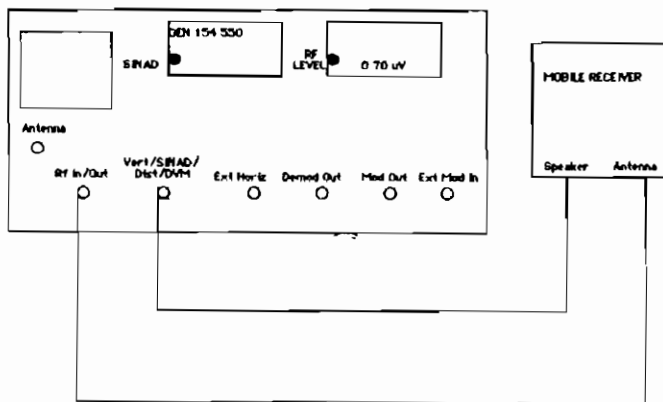 GEN 154 550
SINAD
RF
LEVEL
0 70 uV
MOBILE RECEIVER
Antenna
Rf In/Out
Vert/SINAD/
Dist/DVM
Ext Horiz
Demod Out
Mod Out
Ext Mod In
Speaker
Antenna